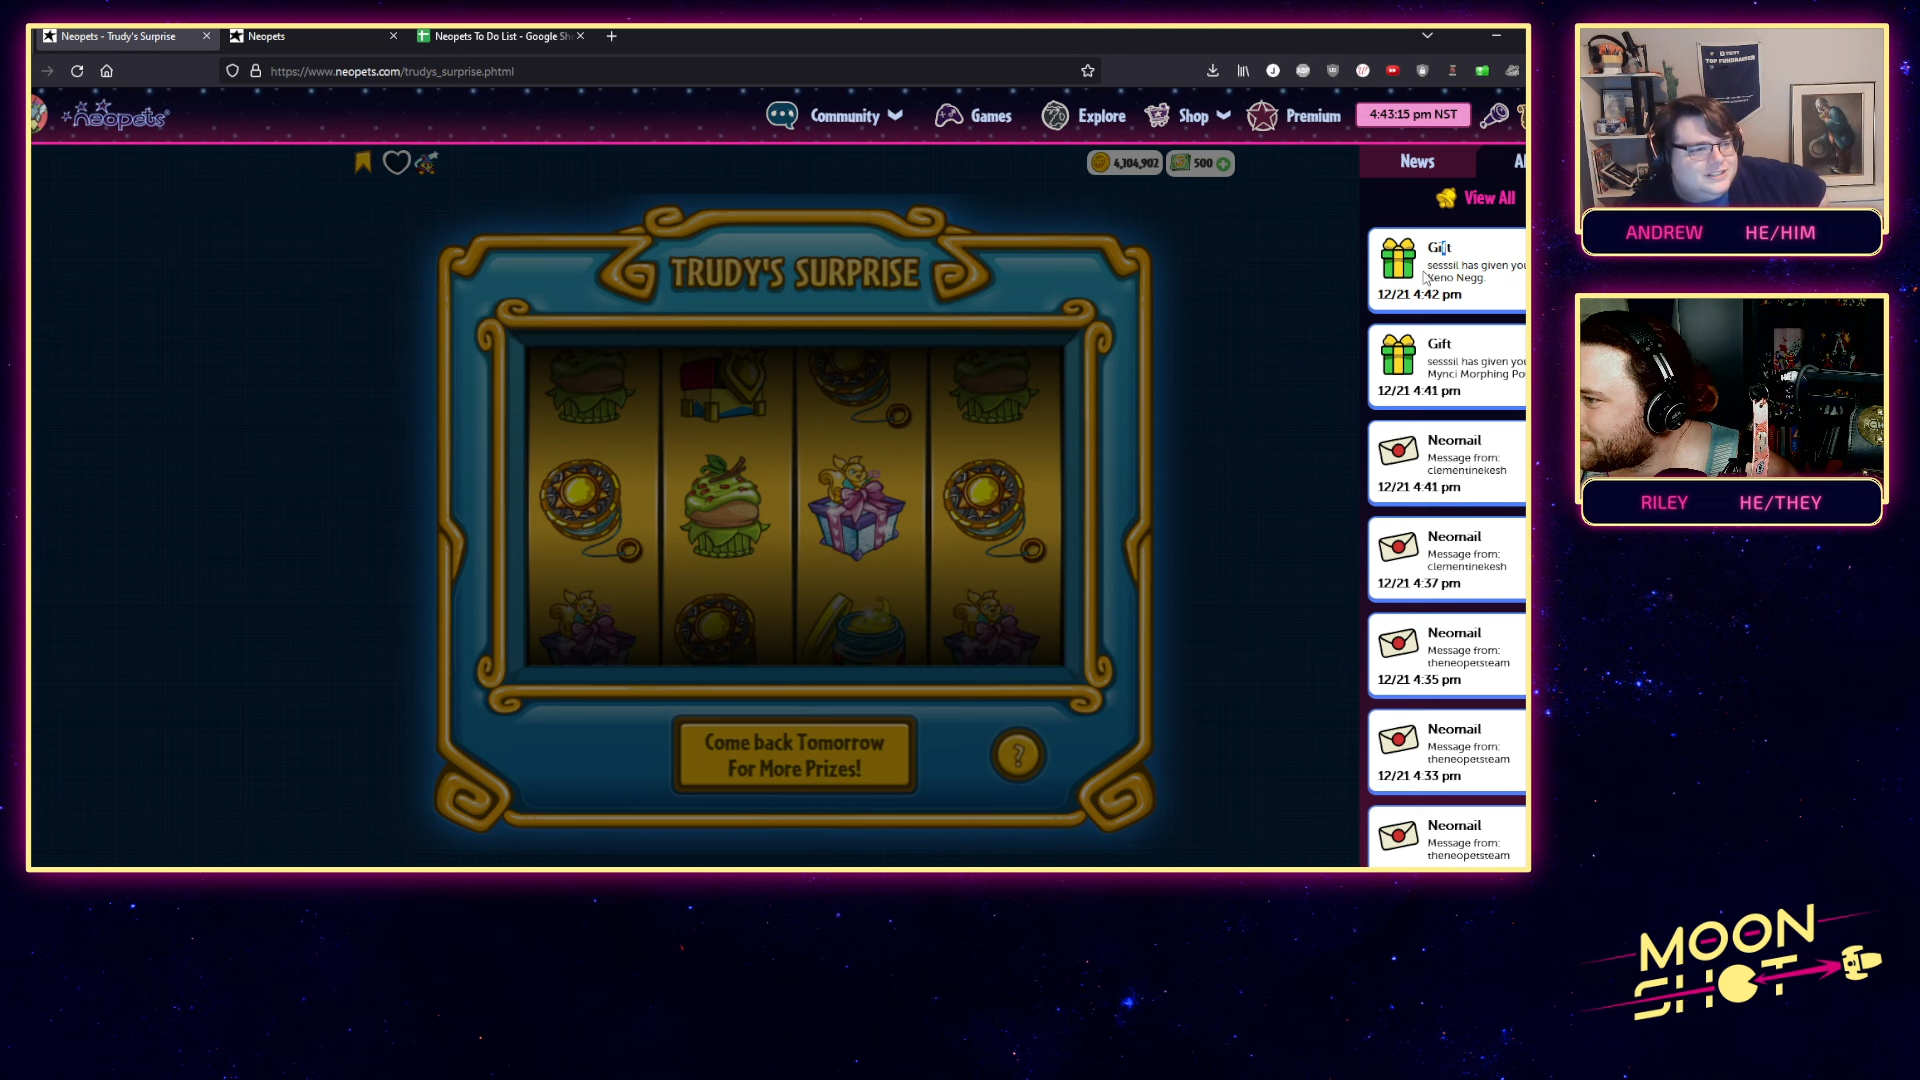 Neopets - Trudy's Surprise
Neopets
Neopets To Do List - Google Sh
https://www.neopets.com/trudys_surprise.phtml
neopets
Community
Games
Explore
Shop
Premium
4:43:15 pm NST
4,104,902
500
News
View All
TRUDY'S SURPRISE
Gift
sesssil has given you
Xeno Negg.
12/21 4:42 pm
Gift
sesssil has given you
Mynci Morphing Po
12/21 4:41 pm
Neomail
Message from:
clementinekesh
12/21 4:41 pm
Neomail
Message from:
clementinekesh
12/21 4:37 pm
Neomail
Message from:
theneopetsteam
12/21 4:35 pm
Neomail
Message from:
theneopetsteam
12/21 4:33 pm
Neomail
Message from:
theneopetsteam
Come back Tomorrow
For More Prizes!
?
TOP FUNDRAISER
ANDREW HE/HIM
RILEY HE/THEY
MOON
SHOT